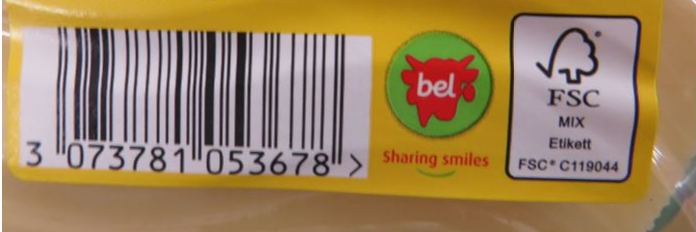 3 073781 053678 >
bel
Sharing smiles
FSC
MIX
Etikett
FSC® C119044